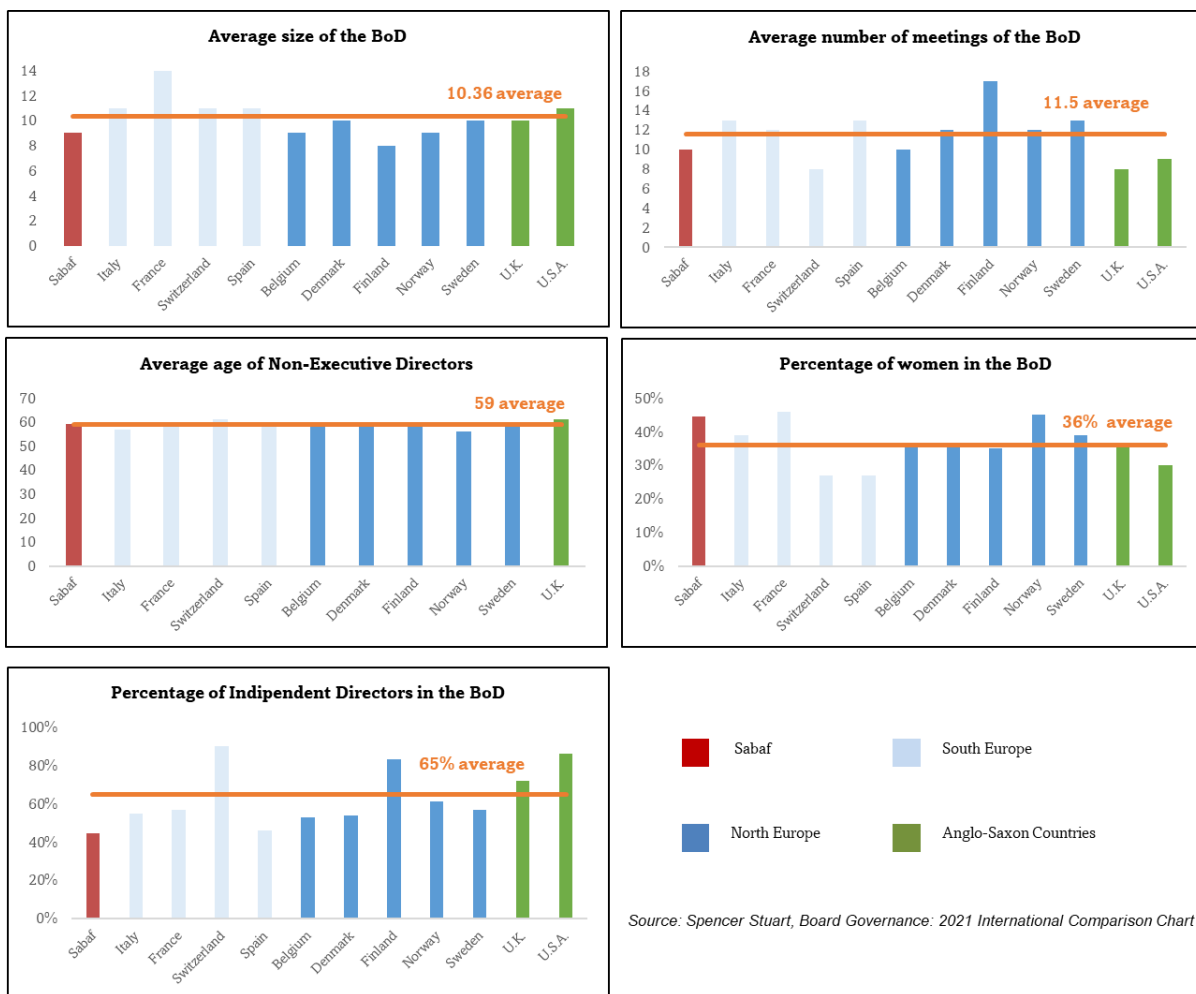 Average size of the BoD
14
12
10
8
6
4
2
0
10.36 average
Sabaf
Italy
France
Switzerland
Spain
Belgium
Denmark
Finland
Norway
Sweden
U.K.
U.S.A.
Average number of meetings of the BoD
18
16
14
12
10
8
6
4
2
0
11.5 average
Sabaf
Italy
France
Switzerland
Spain
Belgium
Denmark
Finland
Norway
Sweden
U.K.
U.S.A.
Average age of Non-Executive Directors
70
60
50
40
30
20
10
0
59 average
Sabaf
Italy
France
Switzerland
Spain
Belgium
Denmark
Finland
Norway
Sweden
U.K.
Percentage of women in the BoD
50%
40%
30%
20%
10%
0%
36% average
Sabaf
Italy
France
Switzerland
Spain
Belgium
Denmark
Finland
Norway
Sweden
U.K.
U.S.A.
Percentage of Indipendent Directors in the BoD
100%
80%
60%
40%
20%
0%
65% average
Sabaf
Italy
France
Switzerland
Spain
Belgium
Denmark
Finland
Norway
Sweden
U.K.
U.S.A.
Sabaf
South Europe
North Europe
Anglo-Saxon Countries
Source: Spencer Stuart, Board Governance: 2021 International Comparison Chart